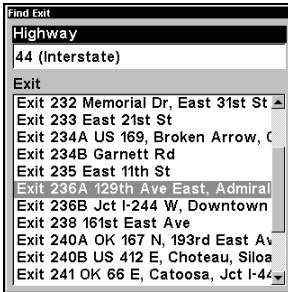 Find Exit
Highway
44 (Interstate)
Exit
Exit 232 Memorial Dr, East 31st St
Exit 233 East 21st St
Exit 234A US 169, Broken Arrow,
Exit 234B Garnett Rd
Exit 235 East 11th St
Exit 236A 129th Ave East, Admiral
Exit 236B Jct I-244 W, Downtown
Exit 238 161st East Ave
Exit 240A OK 167 N, 193rd East Av
Exit 240B US 412 E, Choteau, Siloa
Exit 241 OK 66 E, Catoosa, Jct I-44